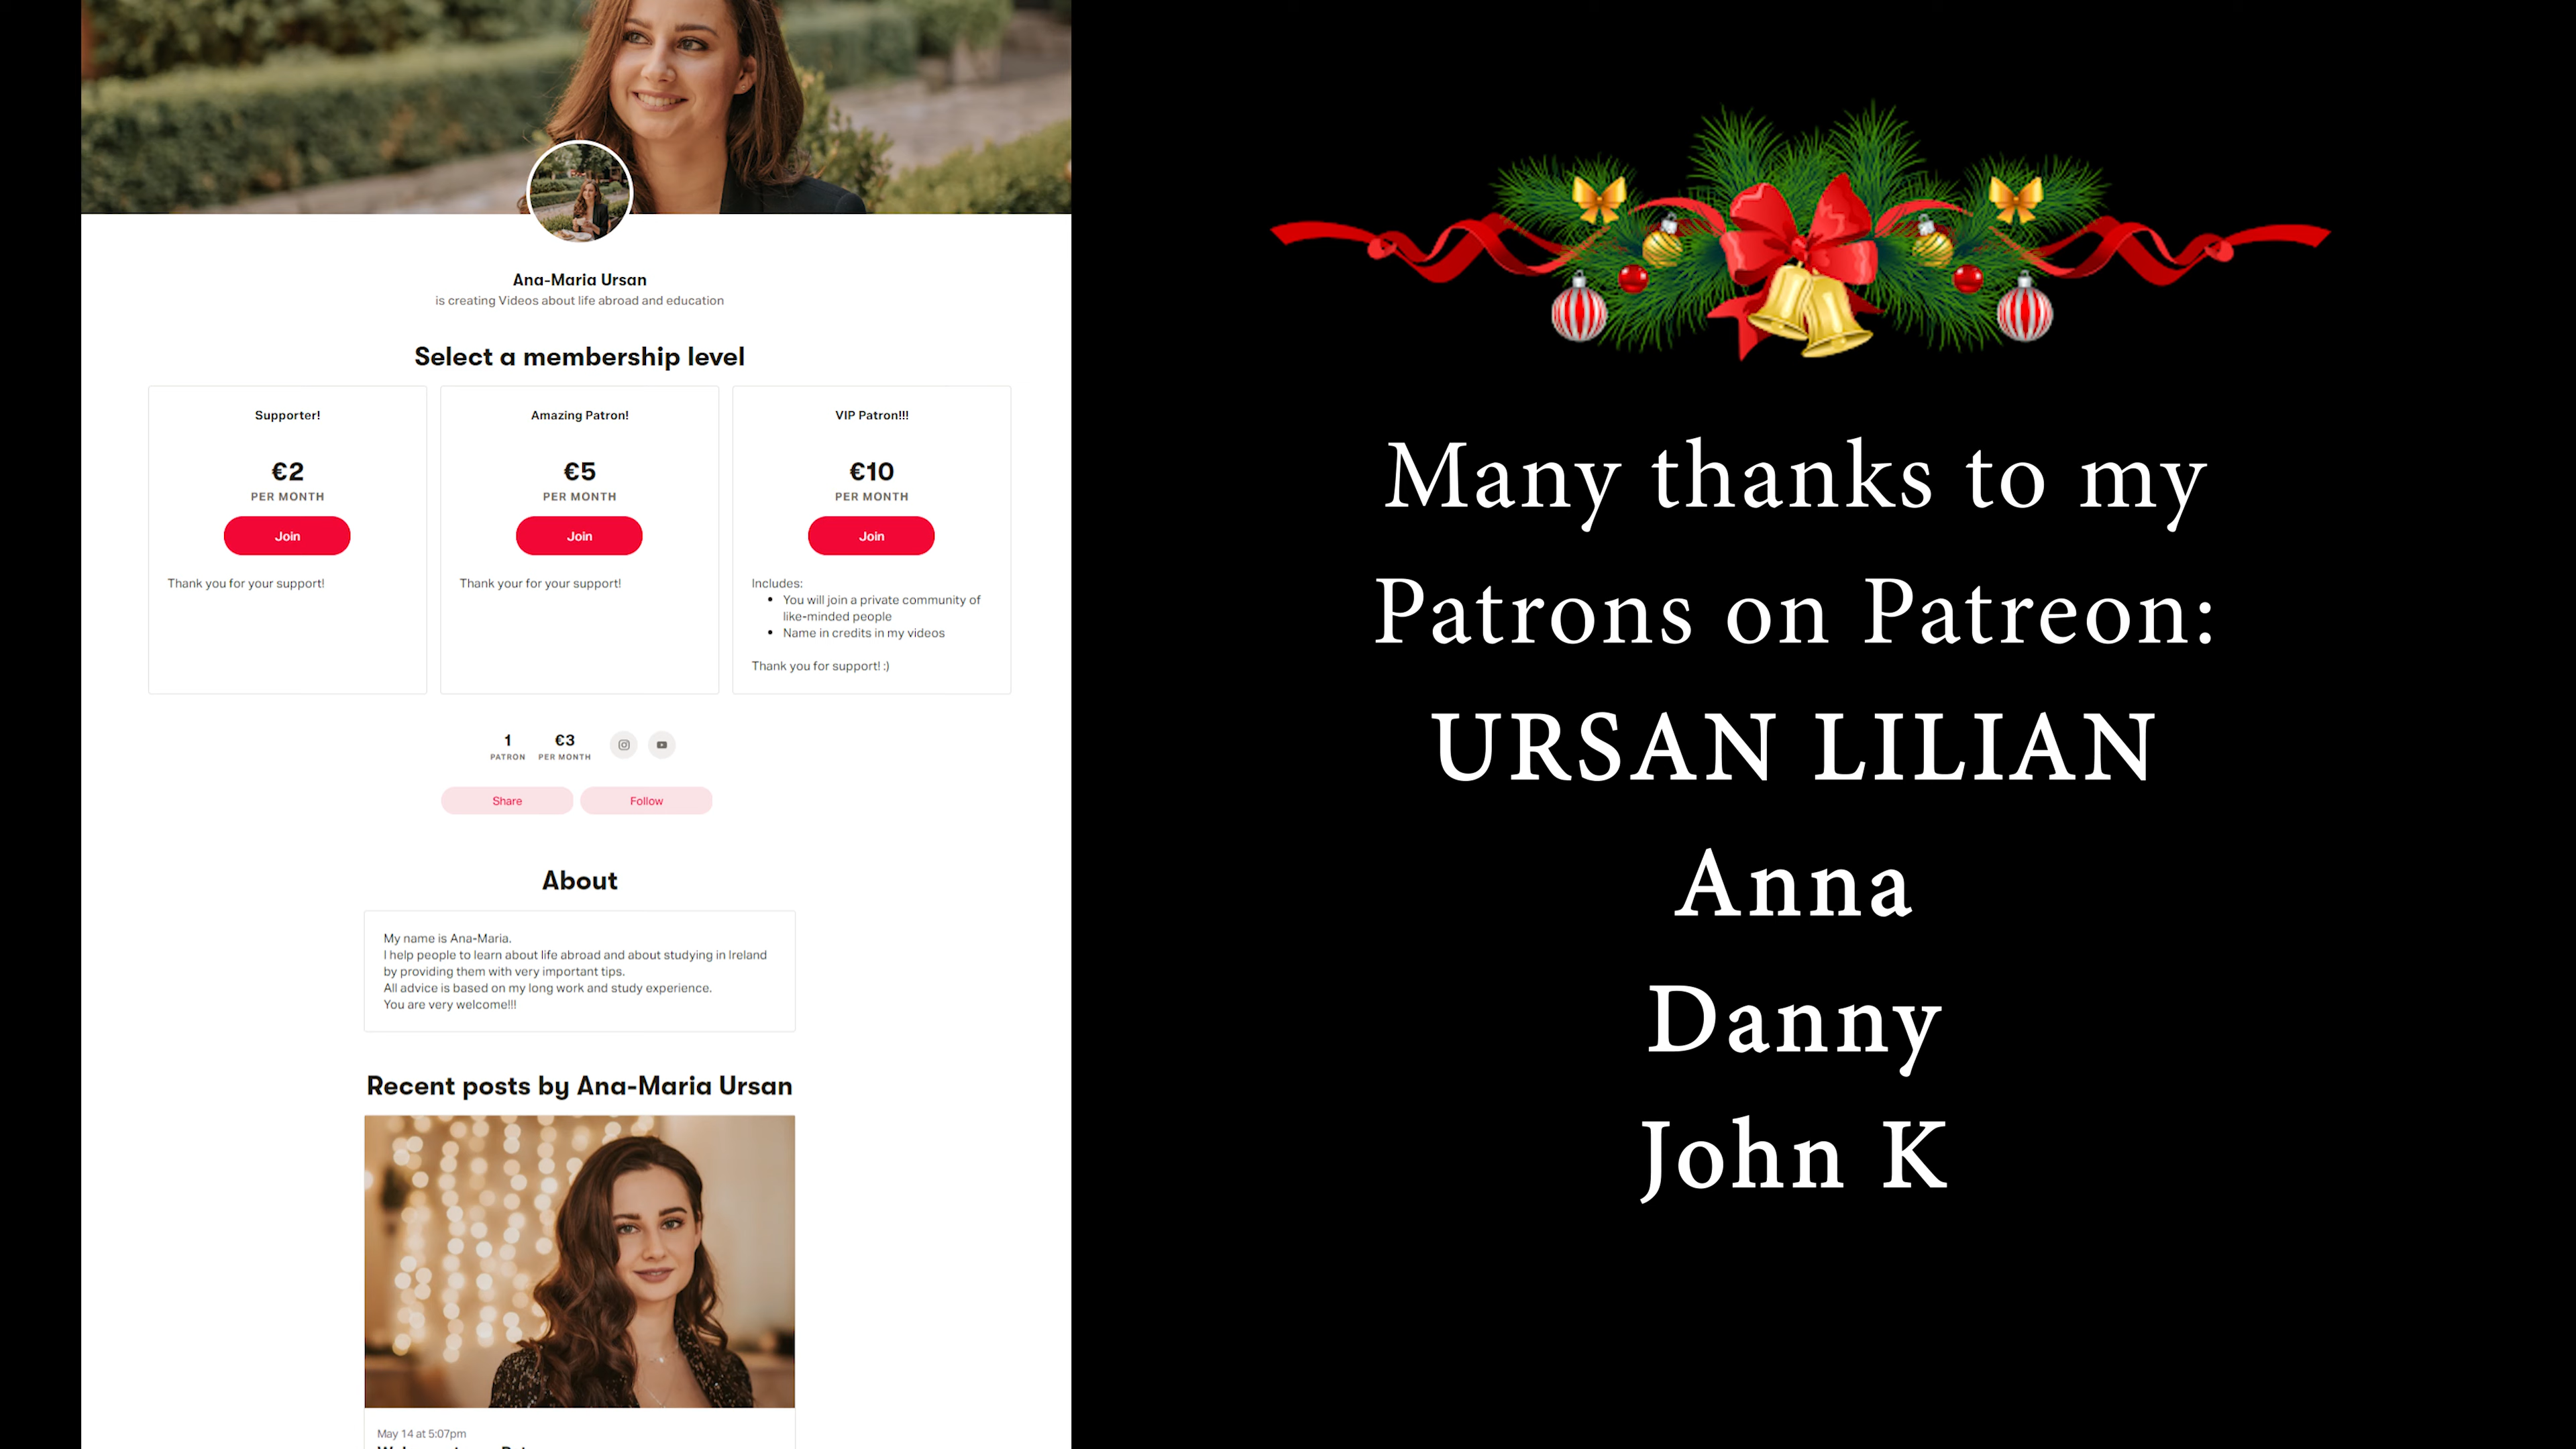 Ana-Maria Ursan
is creating Videos about life abroad and education
Select a membership level
Supporter!
€2
PER MONTH
Join
Thank you for your support!
Amazing Patron!
€5
PER MONTH
Join
Thank your for your support!
VIP Patron!!!
€10
PER MONTH
Join
Includes:
• You will join a private community of
like-minded people
• Name in credits in my videos
Thank you for support! :)
1
PATRON
€3
PER MONTH
Share
Follow
About
My name is Ana-Maria.
I help people to learn about life abroad and about studying in Ireland
by providing them with very important tips.
All advice is based on my long work and study experience.
You are very welcome!!!
Recent posts by Ana-Maria Ursan
May 14 at 5:07pm
Many thanks to my
Patrons on Patreon:
URSAN LILIAN
Anna
Danny
John K